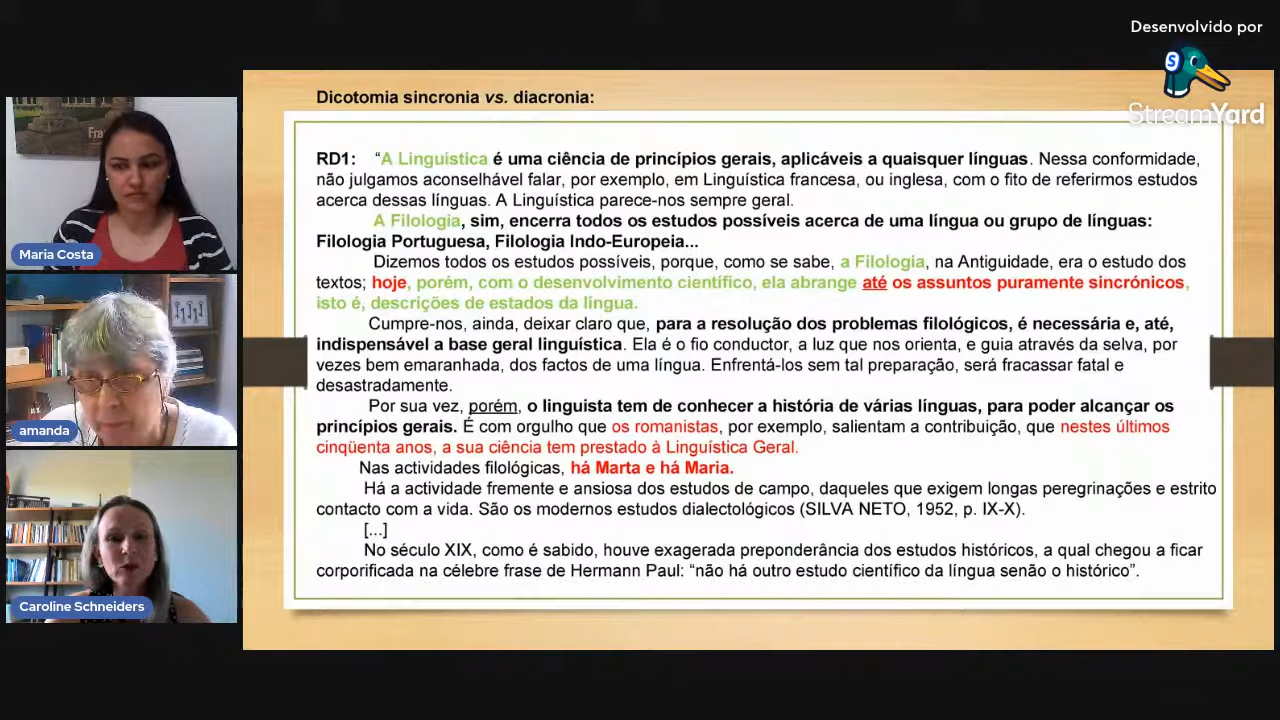 Desenvolvido por
StreamYard
Dicotomia sincronia vs. diacronia:
RD1: “A Linguística é uma ciência de princípios gerais, aplicáveis a quaisquer línguas. Nessa conformidade,
não julgamos aconselhável falar, por exemplo, em Linguística francesa, ou inglesa, com o fito de referirmos estudos
acerca dessas línguas. A Linguística parece-nos sempre geral.
A Filologia, sim, encerra todos os estudos possíveis acerca de uma língua ou grupo de línguas:
Filologia Portuguesa, Filologia Indo-Europeia...
Dizemos todos os estudos possíveis, porque, como se sabe, a Filologia, na Antiguidade, era o estudo dos
textos; hoje, porém, com o desenvolvimento científico, ela abrange até os assuntos puramente sincrónicos,
isto é, descrições de estados da língua.
Cumpre-nos, ainda, deixar claro que, para a resolução dos problemas filológicos, é necessária e, até,
indispensável a base geral linguística. Ela é o fio conductor, a luz que nos orienta, e guia através da selva, por
vezes bem emaranhada, dos factos de uma língua. Enfrentá-los sem tal preparação, será fracassar fatal e
desastradamente.
Por sua vez, porém, o linguista tem de conhecer a história de várias línguas, para poder alcançar os
princípios gerais. É com orgulho que os romanistas, por exemplo, salientam a contribuição, que nestes últimos
cinqüenta anos, a sua ciência tem prestado à Linguística Geral.
Nas actividades filológicas, há Marta e há Maria.
Há a actividade fremente e ansiosa dos estudos de campo, daqueles que exigem longas peregrinações e estrito
contacto com a vida. São os modernos estudos dialectológicos (SILVA NETO, 1952, p. IX-X).
[...]
No século XIX, como é sabido, houve exagerada preponderância dos estudos históricos, a qual chegou a ficar
corporificada na célebre frase de Hermann Paul: “não há outro estudo científico da língua senão o histórico”.
Fra
Maria Costa
amanda
Caroline Schneiders